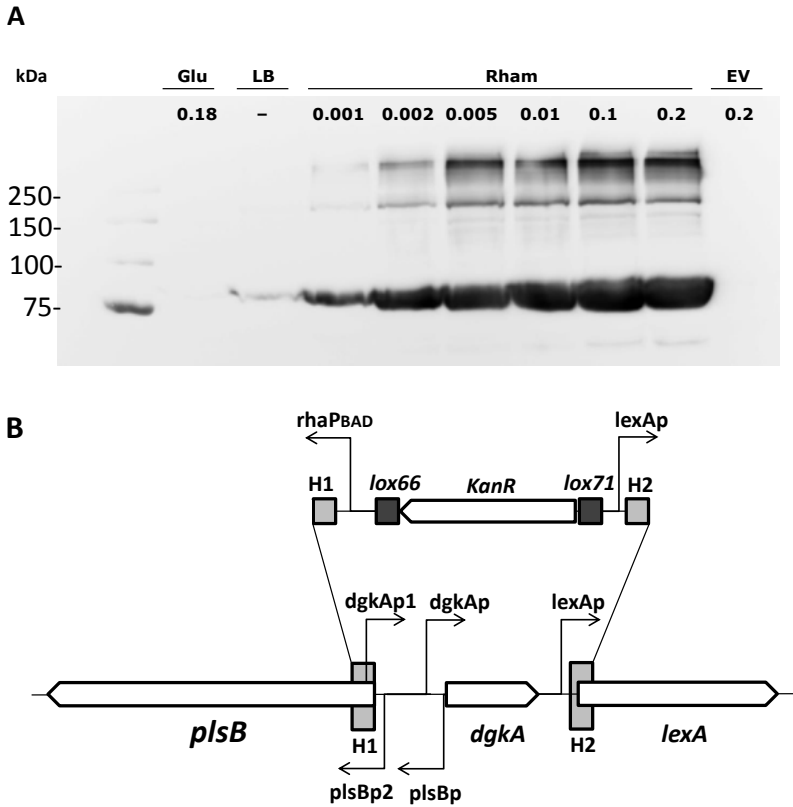 A
kDa Glu LB Rham EV
0.18 – 0.001 0.002 0.005 0.01 0.1 0.2 0.2
250-
150-
100-
75-
B
rhaPBAD lexAp
H1 lox66 KanR lox71 H2
dgkAp1 dgkAp lexAp
plsB H1 dgkA H2 lexA
plsBp2 plsBp